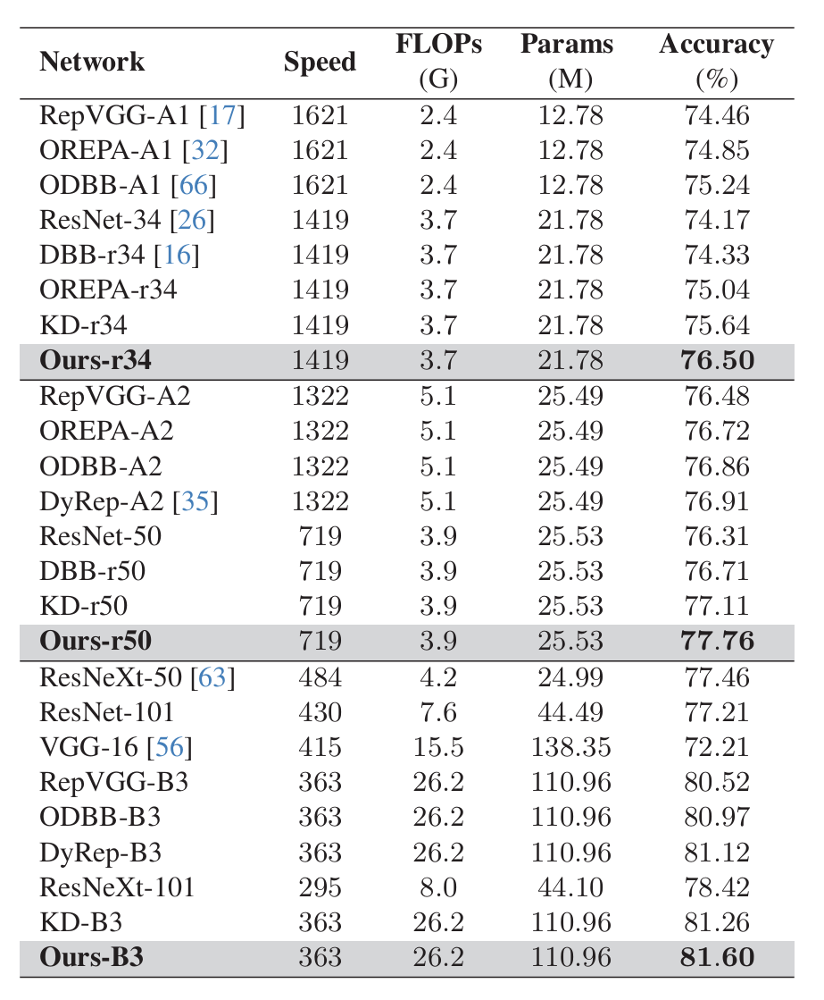 Network Speed FLOPs (G) Params (M) Accuracy (%)
RepVGG-A1 [17] 1621 2.4 12.78 74.46
OREPA-A1 [32] 1621 2.4 12.78 74.85
ODBB-A1 [66] 1621 2.4 12.78 75.24
ResNet-34 [26] 1419 3.7 21.78 74.17
DBB-r34 [16] 1419 3.7 21.78 74.33
OREPA-r34 1419 3.7 21.78 75.04
KD-r34 1419 3.7 21.78 75.64
Ours-r34 1419 3.7 21.78 76.50
RepVGG-A2 1322 5.1 25.49 76.48
OREPA-A2 1322 5.1 25.49 76.72
ODBB-A2 1322 5.1 25.49 76.86
DyRep-A2 [35] 1322 5.1 25.49 76.91
ResNet-50 719 3.9 25.53 76.31
DBB-r50 719 3.9 25.53 76.71
KD-r50 719 3.9 25.53 77.11
Ours-r50 719 3.9 25.53 77.76
ResNeXt-50 [63] 484 4.2 24.99 77.46
ResNet-101 430 7.6 44.49 77.21
VGG-16 [56] 415 15.5 138.35 72.21
RepVGG-B3 363 26.2 110.96 80.52
ODBB-B3 363 26.2 110.96 80.97
DyRep-B3 363 26.2 110.96 81.12
ResNeXt-101 295 8.0 44.10 78.42
KD-B3 363 26.2 110.96 81.26
Ours-B3 363 26.2 110.96 81.60